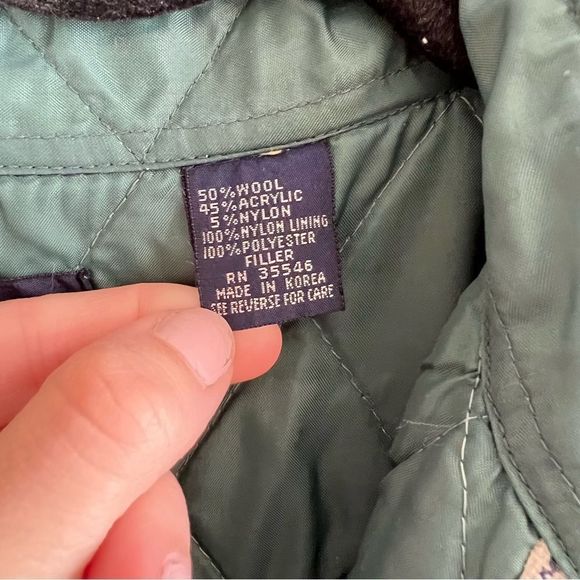 50% WOOL
45% ACRYLIC
5% NYLON
100% NYLON LINING
100% POLYESTER
FILLER
RN 35546
MADE IN KOREA
SEE REVERSE FOR CARE